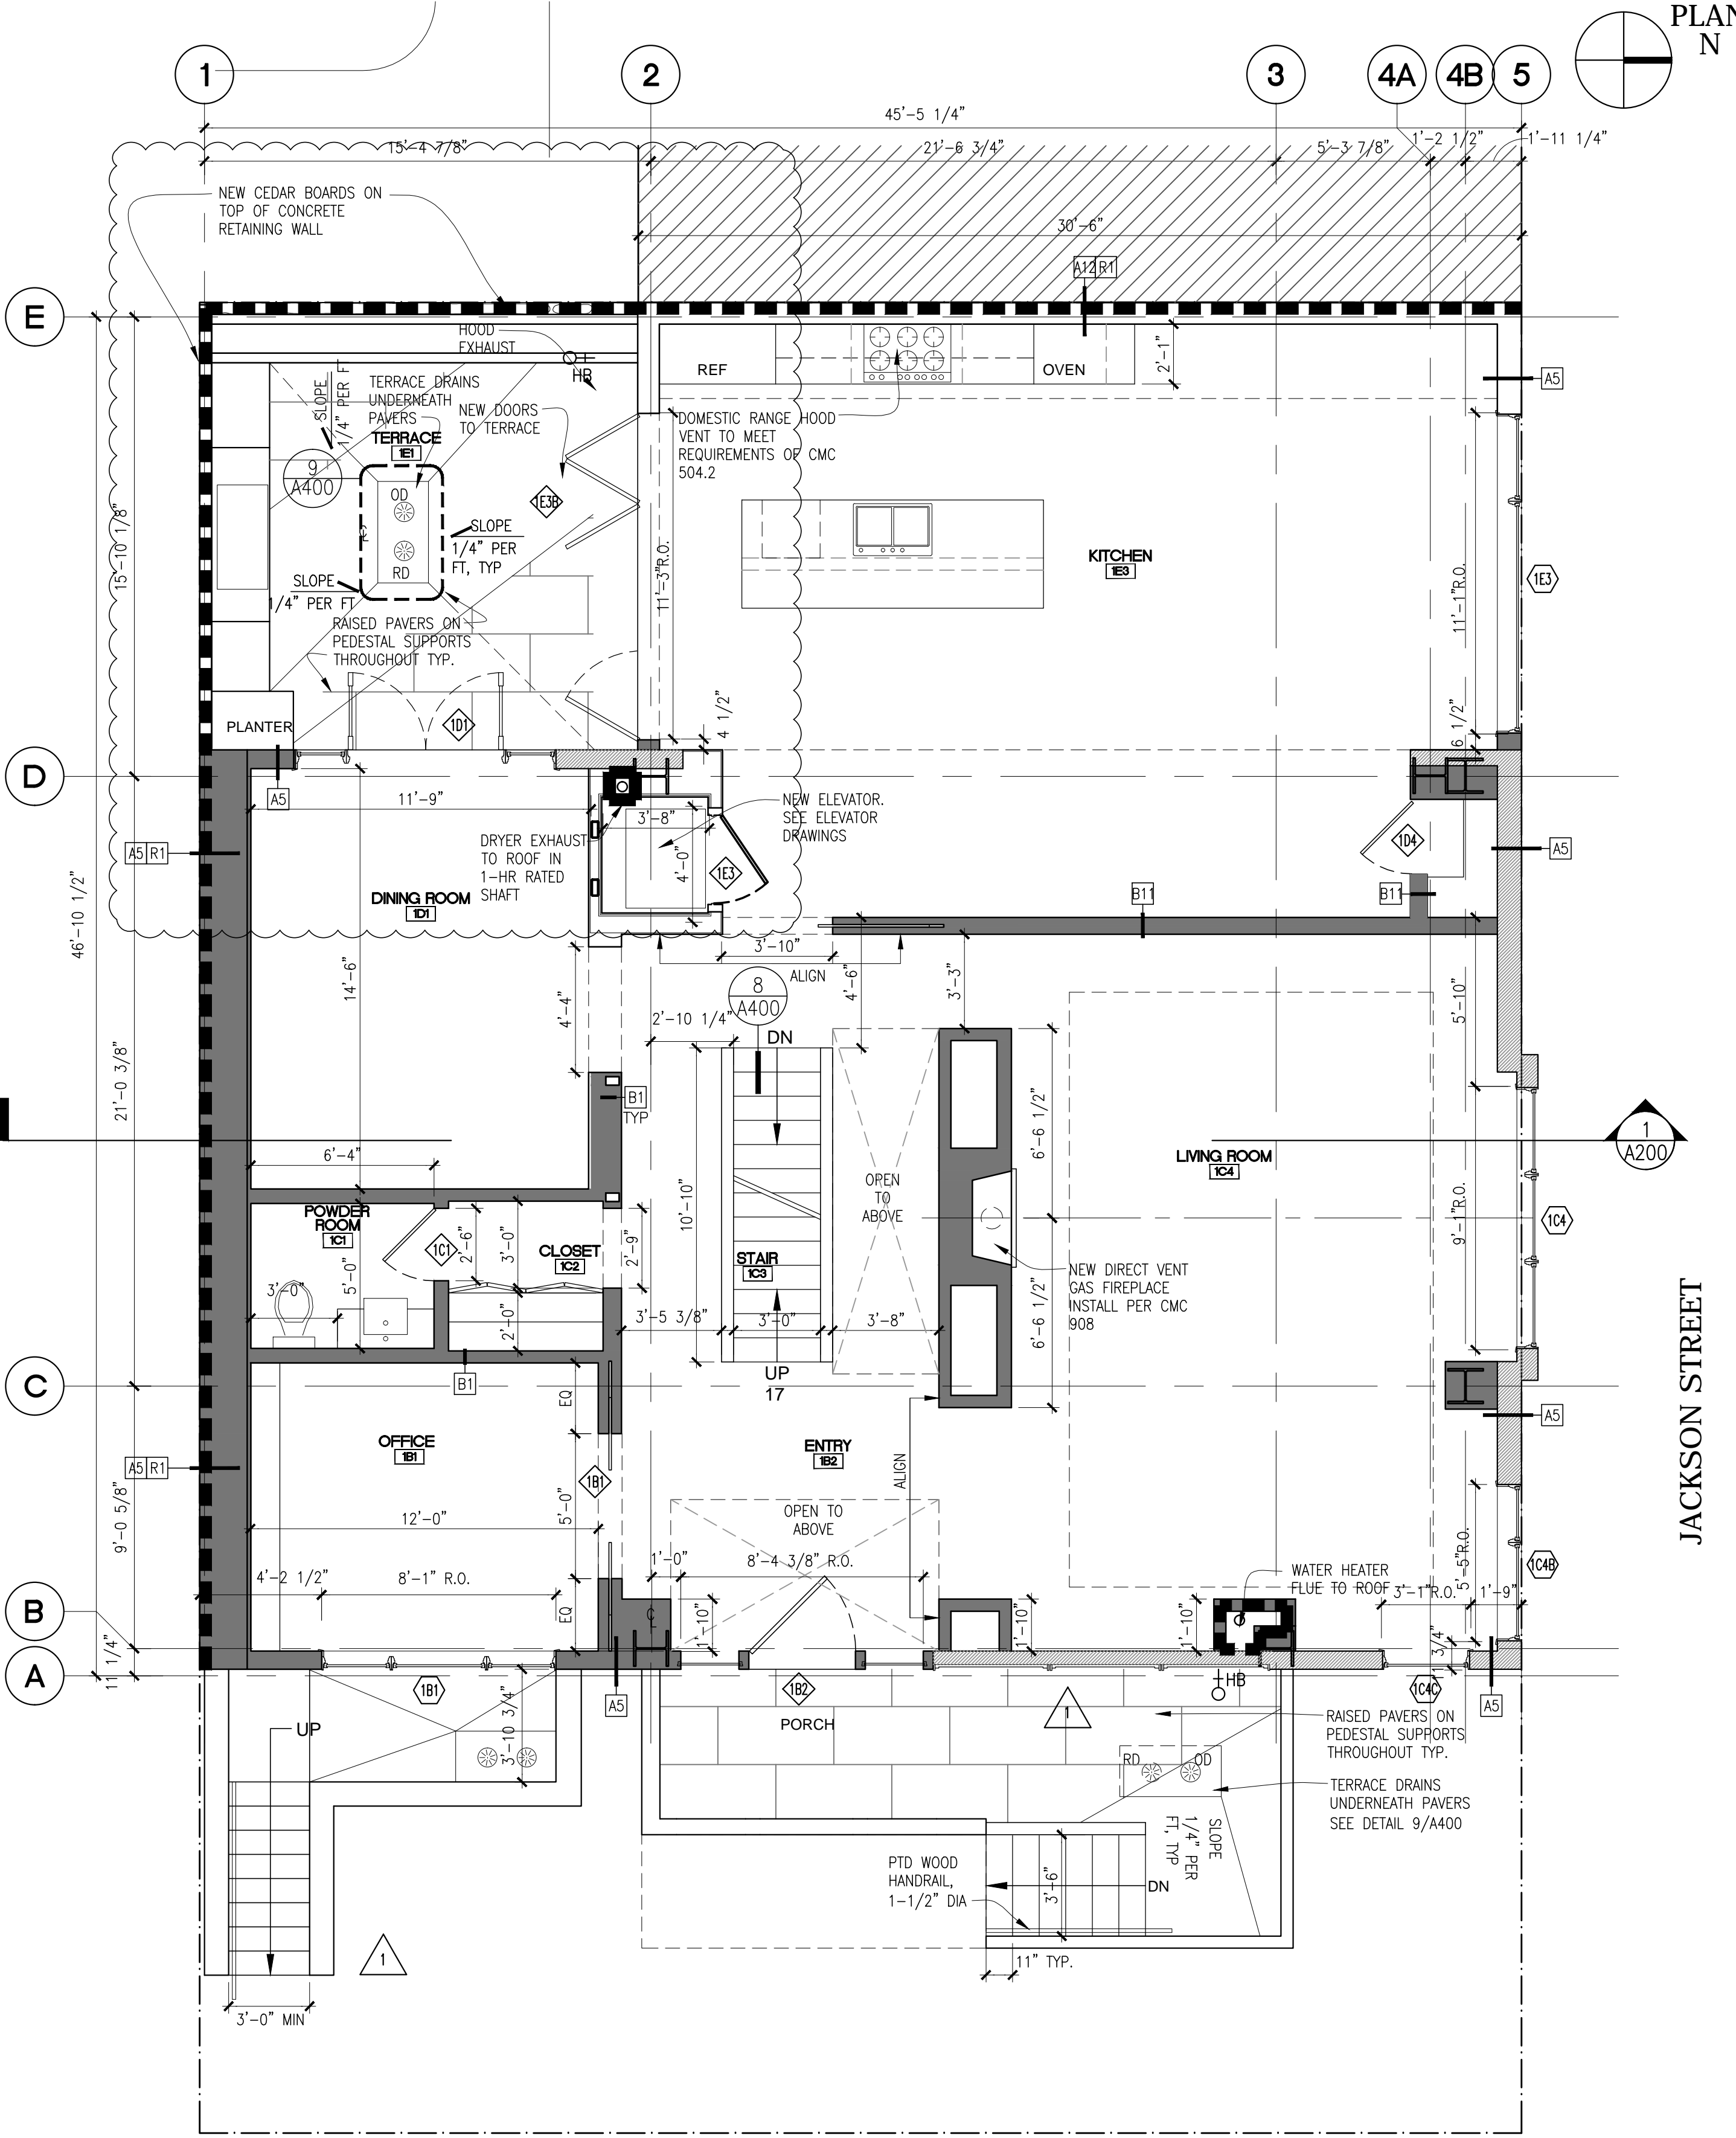 PLAN
N
1
2
3
4A
4B
5
45'-5 1/4"
15'-4 7/8"
21'-6 3/4"
5'-3 7/8"
1'-2 1/2"
1'-11 1/4"
NEW CEDAR BOARDS ON
TOP OF CONCRETE
RETAINING WALL
30'-6"
A12 R1
E
HOOD
EXHAUST
HB
REF
OVEN
2'-1"
A5
SLOPE
1/4" PER FT
TERRACE DRAINS
UNDERNEATH
PAVERS
NEW DOORS
TO TERRACE
TERRACE
1E1
9
A400
DOMESTIC RANGE HOOD
VENT TO MEET
REQUIREMENTS OF CMC
504.2
OD
RD
1E3B
SLOPE
1/4" PER
FT, TYP
SLOPE
1/4" PER FT
15'-10 1/8"
11'-3"R.O.
KITCHEN
1E3
11'-1"R.O.
1E3
RAISED PAVERS ON
PEDESTAL SUPPORTS
THROUGHOUT TYP.
PLANTER
1D1
4 1/2"
6 1/2"
D
A5
11'-9"
3'-8"
4'-0"
NEW ELEVATOR.
SEE ELEVATOR
DRAWINGS
DRYER EXHAUST
TO ROOF IN
1-HR RATED
SHAFT
1E3
1D4
A5 R1
A5
B11
B11
DINING ROOM
1D1
46'-10 1/2"
14'-6"
4'-4"
3'-10"
ALIGN
4'-6"
3'-3"
5'-10"
8
A400
2'-10 1/4"
DN
21'-0 3/8"
B1
TYP
6'-6 1/2"
1
A200
6'-4"
LIVING ROOM
1C4
OPEN
TO
ABOVE
10'-10"
9'-1"R.O.
1C4
POWDER
ROOM
1C1
1C1
2'-6"
3'-0"
CLOSET
1C2
2'-9"
STAIR
1C3
5'-0"
3'-0"
2'-0"
NEW DIRECT VENT
GAS FIREPLACE
INSTALL PER CMC
908
6'-6 1/2"
3'-5 3/8"
3'-0"
3'-8"
UP
17
JACKSON STREET
C
B1
EQ
A5
OFFICE
1B1
ENTRY
1B2
ALIGN
A5 R1
1B1
5'-0"
12'-0"
OPEN TO
ABOVE
9'-0 5/8"
4'-2 1/2"
8'-1" R.O.
1'-0"
8'-4 3/8" R.O.
WATER HEATER
FLUE TO ROOF
5'-5"R.O.
1C4B
3'-1"R.O.
1'-9"
B
EQ
C
L
1'-10"
1'-10"
1'-10"
1 3/4"
A
11 1/4"
1B1
A5
1B2
HB
1C4C
A5
UP
3'-10 3/4"
PORCH
1
RAISED PAVERS ON
PEDESTAL SUPPORTS
THROUGHOUT TYP.
RD
OD
TERRACE DRAINS
UNDERNEATH PAVERS
SEE DETAIL 9/A400
SLOPE
1/4" PER
FT, TYP
PTD WOOD
HANDRAIL,
1-1/2" DIA
3'-6"
DN
1
11" TYP.
3'-0" MIN